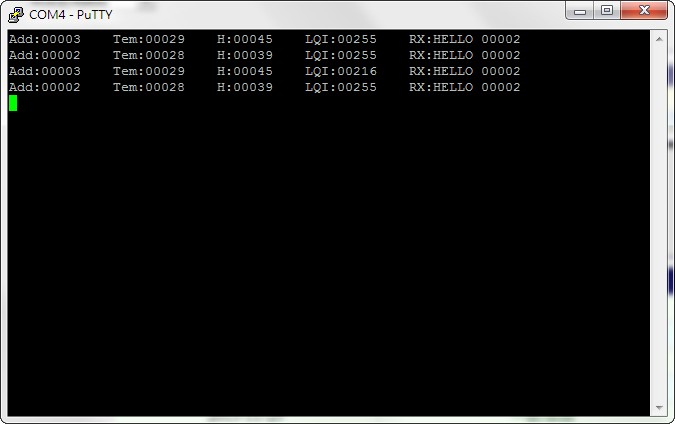 COM4 - PuTTY
Add:00003    Tem:00029    H:00045    LQI:00255    RX:HELLO 00002
Add:00002    Tem:00028    H:00039    LQI:00255    RX:HELLO 00002
Add:00003    Tem:00029    H:00045    LQI:00216    RX:HELLO 00002
Add:00002    Tem:00028    H:00039    LQI:00255    RX:HELLO 00002